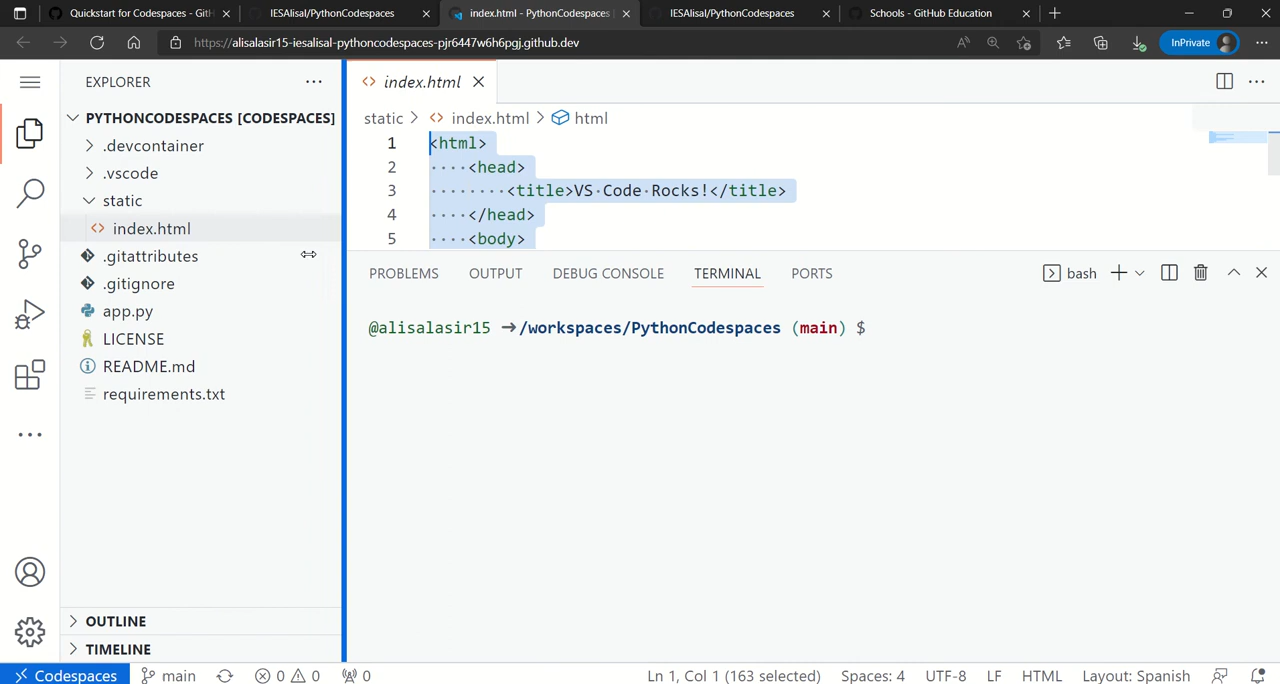 Quickstart for Codespaces - GitH
IESAlisal/PythonCodespaces
index.html - PythonCodespaces
IESAlisal/PythonCodespaces
Schools - GitHub Education
https://alisalasir15-iesalisal-pythoncodespaces-pjr6447w6h6pgj.github.dev
InPrivate
EXPLORER
index.html
PYTHONCODESPACES [CODESPACES]
.devcontainer
.vscode
static
index.html
.gitattributes
.gitignore
app.py
LICENSE
README.md
requirements.txt
OUTLINE
TIMELINE
static > index.html > html
1 <html>
2 ····<head>
3 ········<title>VS·Code·Rocks!</title>
4 ····</head>
5 ····<body>
PROBLEMS OUTPUT DEBUG CONSOLE TERMINAL PORTS
bash
@alisalasir15 ➜/workspaces/PythonCodespaces (main) $
Codespaces main 0 0 0 Ln 1, Col 1 (163 selected) Spaces: 4 UTF-8 LF HTML Layout: Spanish